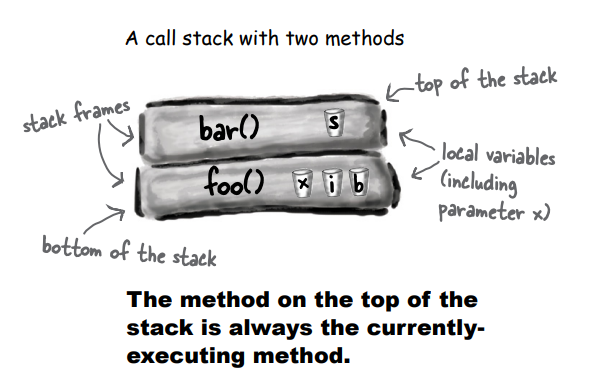 A call stack with two methods
top of the stack
stack frames
bar() s
foo() x i b
local variables
(including
parameter x)
bottom of the stack
The method on the top of the
stack is always the currently-
executing method.